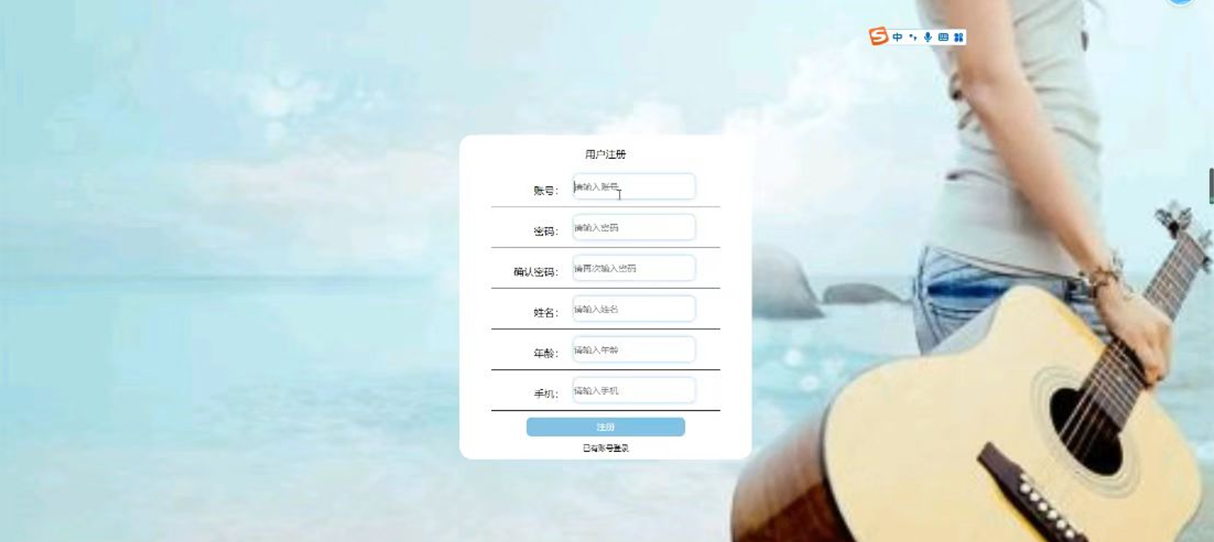 S 中
用户注册
账号： 请输入账号
密码： 请输入密码
确认密码： 请再次输入密码
姓名： 请输入姓名
年龄： 请输入年龄
手机： 请输入手机
注册
已有账号登录